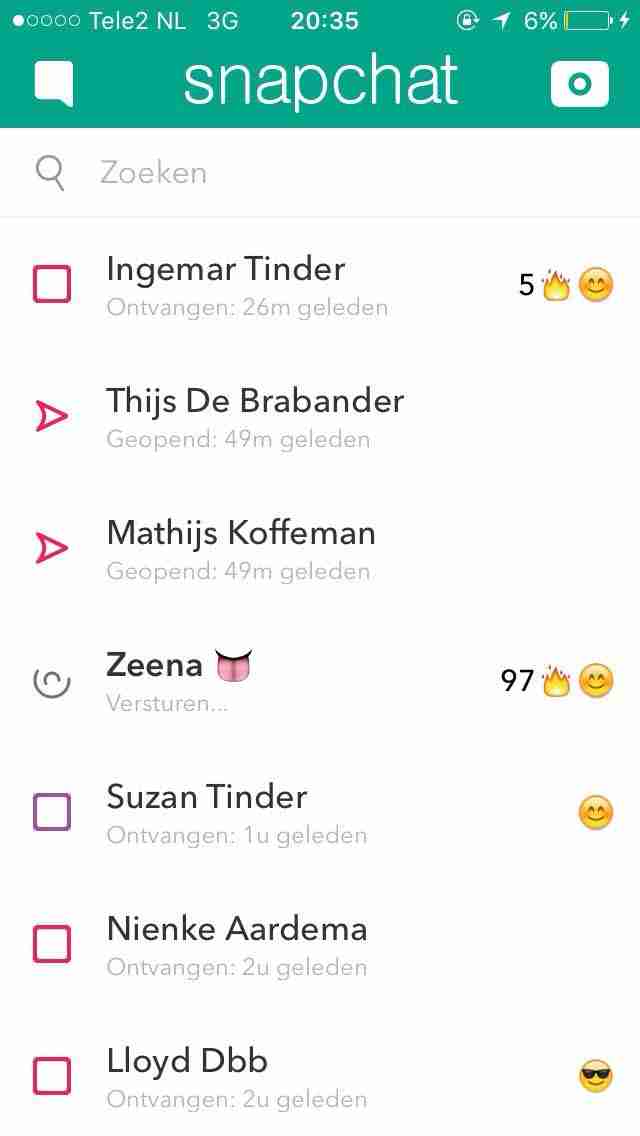 Tele2 NL 3G 20:35 6%
snapchat
Zoeken
Ingemar Tinder
5🔥😊
Ontvangen: 26m geleden
Thijs De Brabander
Geopend: 49m geleden
Mathijs Koffeman
Geopend: 49m geleden
Zeena 👅
97🔥😊
Versturen...
Suzan Tinder
😊
Ontvangen: 1u geleden
Nienke Aardema
Ontvangen: 2u geleden
Lloyd Dbb
😎
Ontvangen: 2u geleden